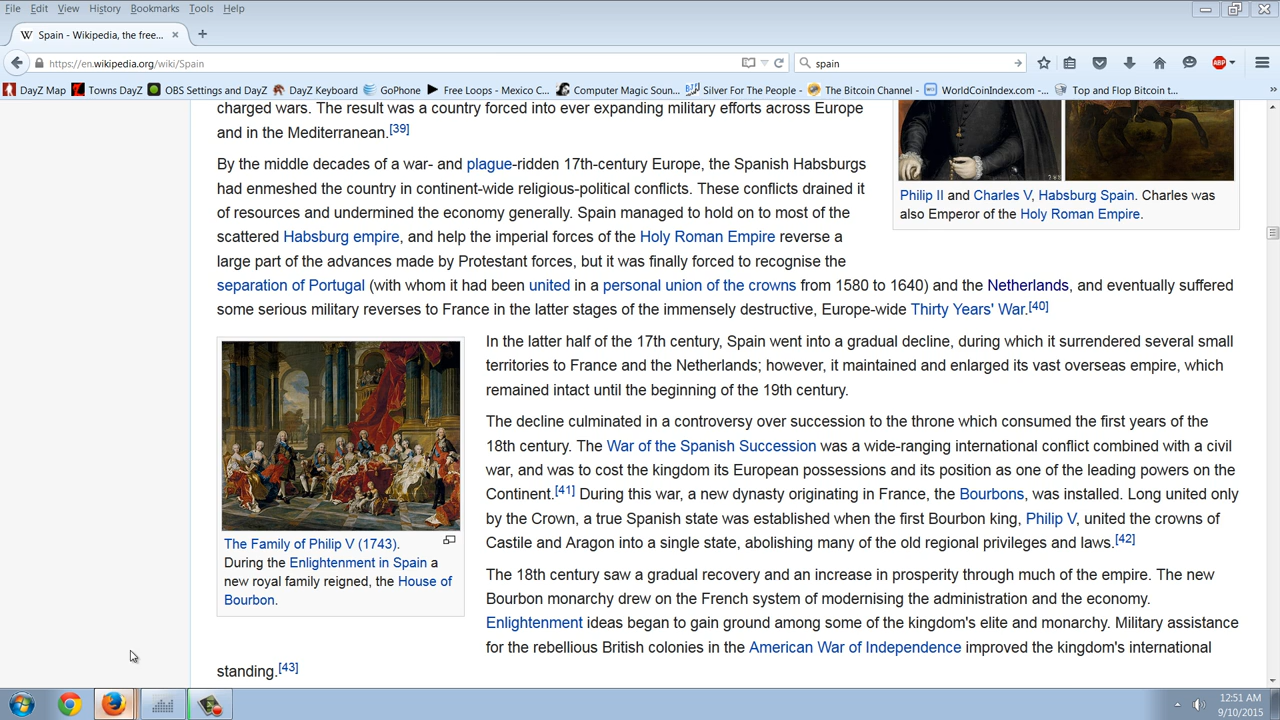 File Edit View History Bookmarks Tools Help
W Spain - Wikipedia, the free...
https://en.wikipedia.org/wiki/Spain
spain
ABP
DayZ Map Towns DayZ OBS Settings and DayZ DayZ Keyboard GoPhone Free Loops - Mexico C... Computer Magic Soun... Silver For The People - The Bitcoin Channel - WorldCoinIndex.com -... Top and Flop Bitcoin t...
charged wars. The result was a country forced into ever expanding military efforts across Europe
and in the Mediterranean.[39]
By the middle decades of a war- and plague-ridden 17th-century Europe, the Spanish Habsburgs
had enmeshed the country in continent-wide religious-political conflicts. These conflicts drained it
of resources and undermined the economy generally. Spain managed to hold on to most of the
scattered Habsburg empire, and help the imperial forces of the Holy Roman Empire reverse a
large part of the advances made by Protestant forces, but it was finally forced to recognise the
separation of Portugal (with whom it had been united in a personal union of the crowns from 1580 to 1640) and the Netherlands, and eventually suffered
some serious military reverses to France in the latter stages of the immensely destructive, Europe-wide Thirty Years' War.[40]
Philip II and Charles V, Habsburg Spain. Charles was
also Emperor of the Holy Roman Empire.
In the latter half of the 17th century, Spain went into a gradual decline, during which it surrendered several small
territories to France and the Netherlands; however, it maintained and enlarged its vast overseas empire, which
remained intact until the beginning of the 19th century.
The decline culminated in a controversy over succession to the throne which consumed the first years of the
18th century. The War of the Spanish Succession was a wide-ranging international conflict combined with a civil
war, and was to cost the kingdom its European possessions and its position as one of the leading powers on the
Continent.[41] During this war, a new dynasty originating in France, the Bourbons, was installed. Long united only
by the Crown, a true Spanish state was established when the first Bourbon king, Philip V, united the crowns of
Castile and Aragon into a single state, abolishing many of the old regional privileges and laws.[42]
The Family of Philip V (1743).
During the Enlightenment in Spain a
new royal family reigned, the House of
Bourbon.
The 18th century saw a gradual recovery and an increase in prosperity through much of the empire. The new
Bourbon monarchy drew on the French system of modernising the administration and the economy.
Enlightenment ideas began to gain ground among some of the kingdom's elite and monarchy. Military assistance
for the rebellious British colonies in the American War of Independence improved the kingdom's international
standing.[43]
12:51 AM
9/10/2015